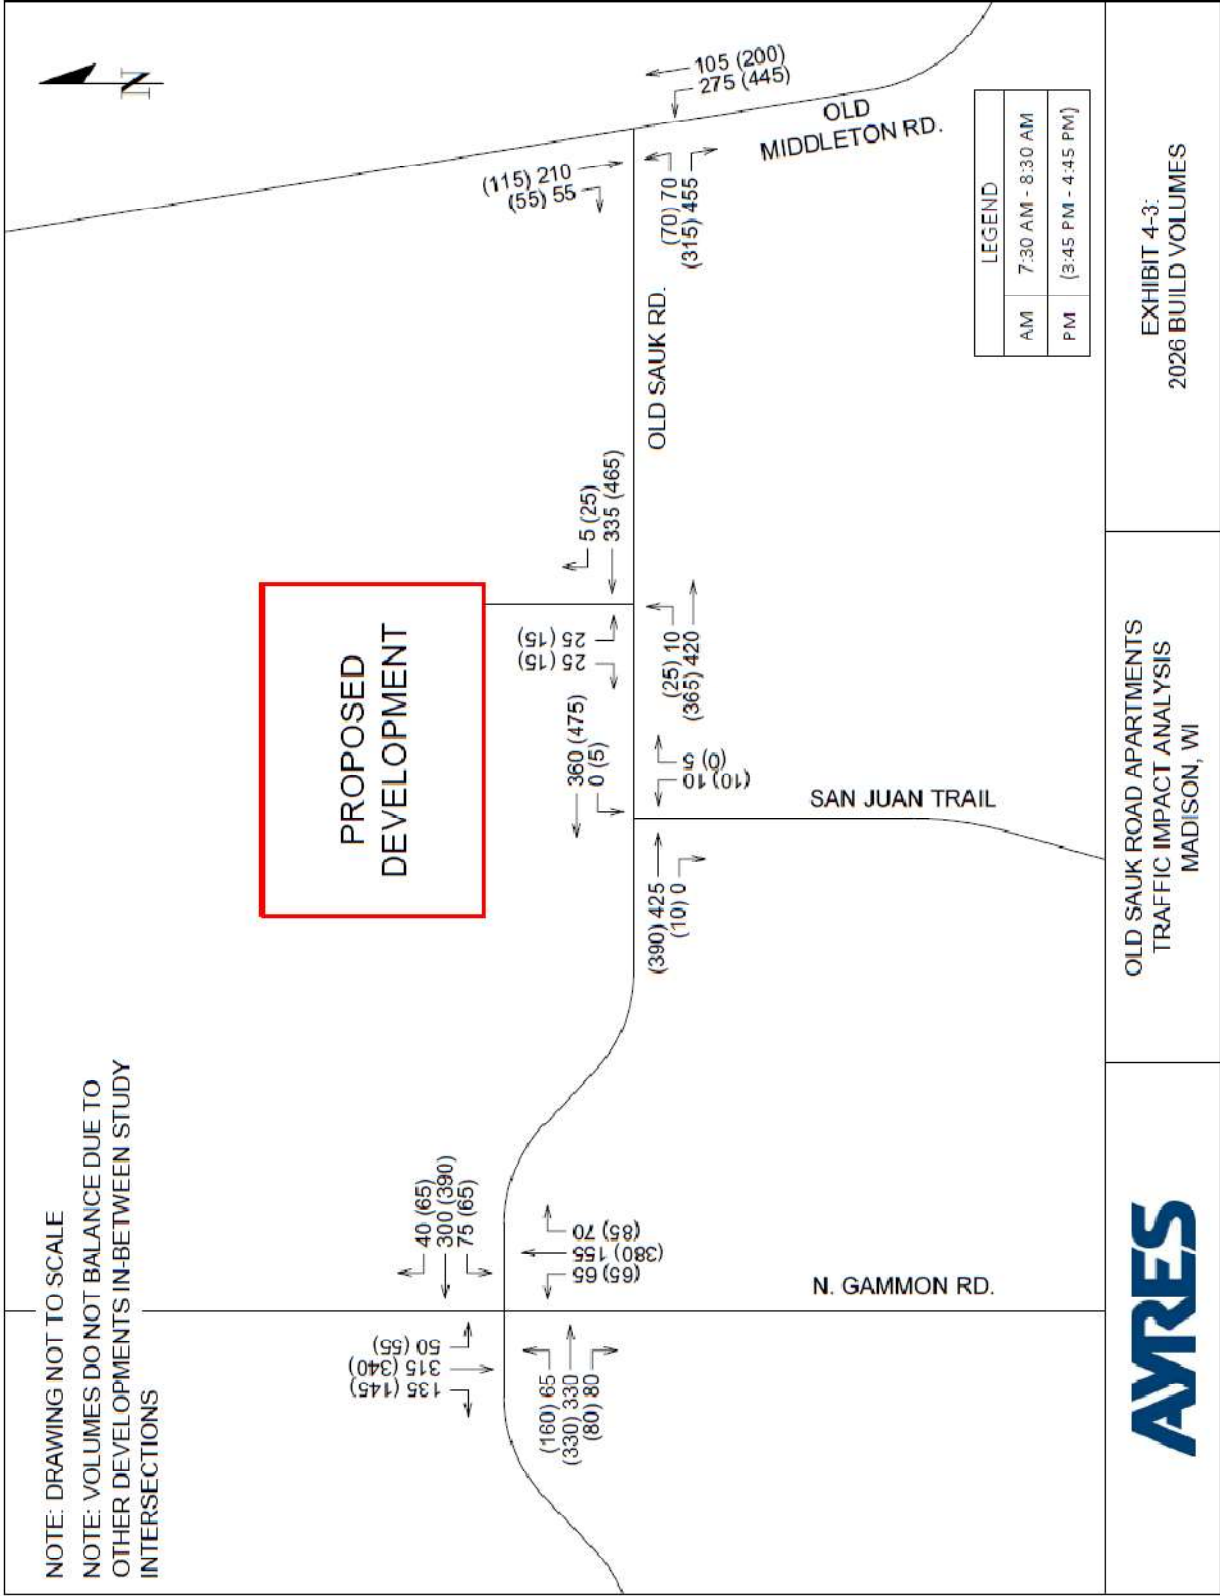 NOTE: DRAWING NOT TO SCALE
NOTE: VOLUMES DO NOT BALANCE DUE TO
OTHER DEVELOPMENTS IN-BETWEEN STUDY
INTERSECTIONS
N
PROPOSED
DEVELOPMENT
135 (145)
315 (340)
50 (55)
40 (65)
300 (390)
75 (65)
(160) 65
(330) 330
(80) 80
(65) 65
(380) 155
(85) 70
N. GAMMON RD.
360 (475)
0 (5)
(390) 425
(10) 0
(10) 10
(0) 5
SAN JUAN TRAIL
25 (15)
25 (15)
5 (25)
335 (465)
(25) 10
(365) 420
OLD SAUK RD.
(115) 210
(55) 55
(70) 70
(315) 455
105 (200)
275 (445)
OLD
MIDDLETON RD.
LEGEND
AM 7:30 AM - 8:30 AM
PM (3:45 PM - 4:45 PM)
AYRES
OLD SAUK ROAD APARTMENTS
TRAFFIC IMPACT ANALYSIS
MADISON, WI
EXHIBIT 4-3:
2026 BUILD VOLUMES